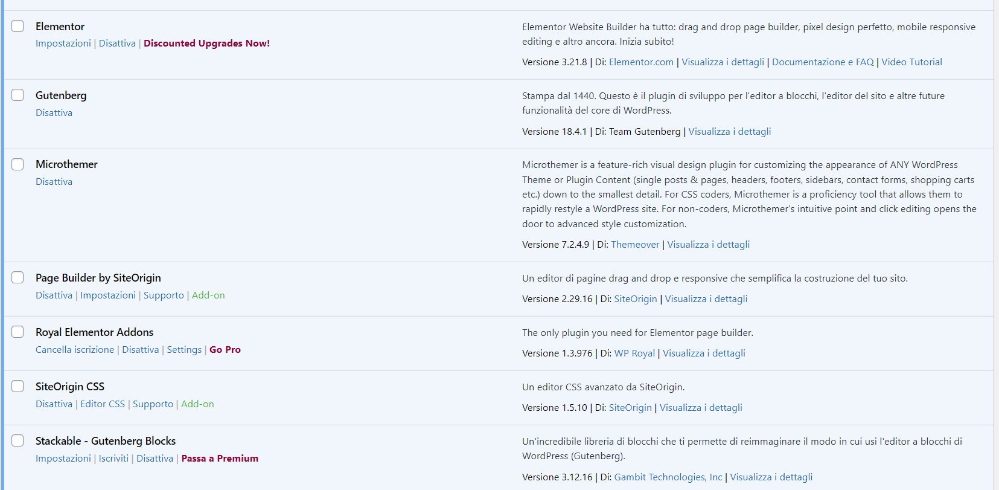 Elementor
Impostazioni | Disattiva | Discounted Upgrades Now!
Elementor Website Builder ha tutto: drag and drop page builder, pixel design perfetto, mobile responsive
editing e altro ancora. Inizia subito!
Versione 3.21.8 | Di: Elementor.com | Visualizza i dettagli | Documentazione e FAQ | Video Tutorial
Gutenberg
Disattiva
Stampa dal 1440. Questo è il plugin di sviluppo per l'editor a blocchi, l'editor del sito e altre future
funzionalità del core di WordPress.
Versione 18.4.1 | Di: Team Gutenberg | Visualizza i dettagli
Microthemer
Disattiva
Microthemer is a feature-rich visual design plugin for customizing the appearance of ANY WordPress
Theme or Plugin Content (single posts & pages, headers, footers, sidebars, contact forms, shopping carts
etc.) down to the smallest detail. For CSS coders, Microthemer is a proficiency tool that allows them to
rapidly restyle a WordPress site. For non-coders, Microthemer's intuitive point and click editing opens the
door to advanced style customization.
Versione 7.2.4.9 | Di: Themeover | Visualizza i dettagli
Page Builder by SiteOrigin
Disattiva | Impostazioni | Supporto | Add-on
Un editor di pagine drag and drop e responsive che semplifica la costruzione del tuo sito.
Versione 2.29.16 | Di: SiteOrigin | Visualizza i dettagli
Royal Elementor Addons
Cancella iscrizione | Disattiva | Settings | Go Pro
The only plugin you need for Elementor page builder.
Versione 1.3.976 | Di: WP Royal | Visualizza i dettagli
SiteOrigin CSS
Disattiva | Editor CSS | Supporto | Add-on
Un editor CSS avanzato da SiteOrigin.
Versione 1.5.10 | Di: SiteOrigin | Visualizza i dettagli
Stackable - Gutenberg Blocks
Impostazioni | Iscriviti | Disattiva | Passa a Premium
Un'incredibile libreria di blocchi che ti permette di reimmaginare il modo in cui usi l'editor a blocchi di
WordPress (Gutenberg).
Versione 3.12.16 | Di: Gambit Technologies, Inc | Visualizza i dettagli